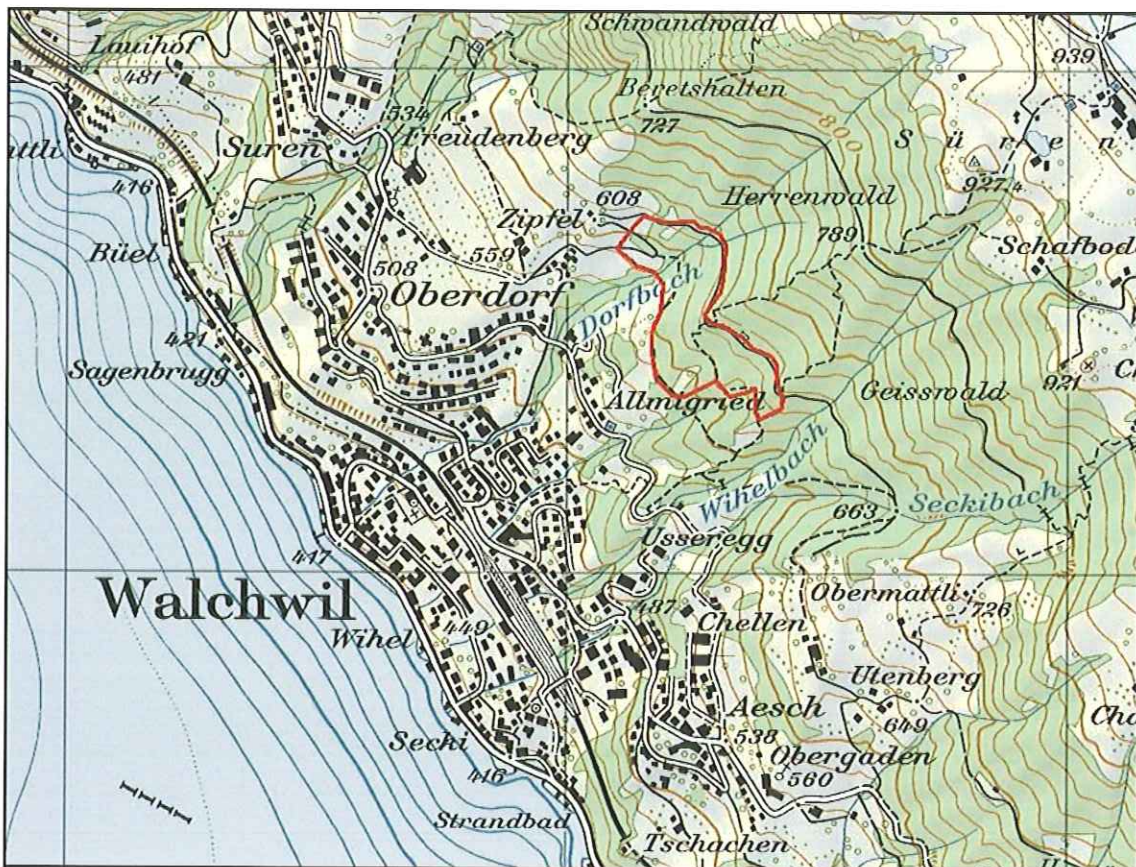 Schwandwald
Lauihof
481
939
Beretshalten
534
727
800
Freudenberg
Suren
Süren
927.4
416
608
Herrenwald
Zipfel
789
Schafbod
Büel
559
508
Oberdorf
Dorfbach
421
Sagenbrugg
921
Allmigried
Geisswald
Wihelbach
Seckibach
663
417
Usseregg
Walchwil
487
Obermattli
726
Wihel
449
Chellen
Utenberg
Aesch
649
Secki
538
Obergaden
416
560
Strandbad
Tschachen